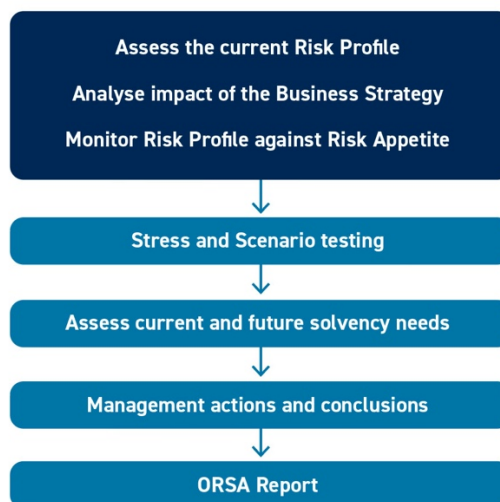 Assess the current Risk Profile
Analyse impact of the Business Strategy
Monitor Risk Profile against Risk Appetite
Stress and Scenario testing
Assess current and future solvency needs
Management actions and conclusions
ORSA Report